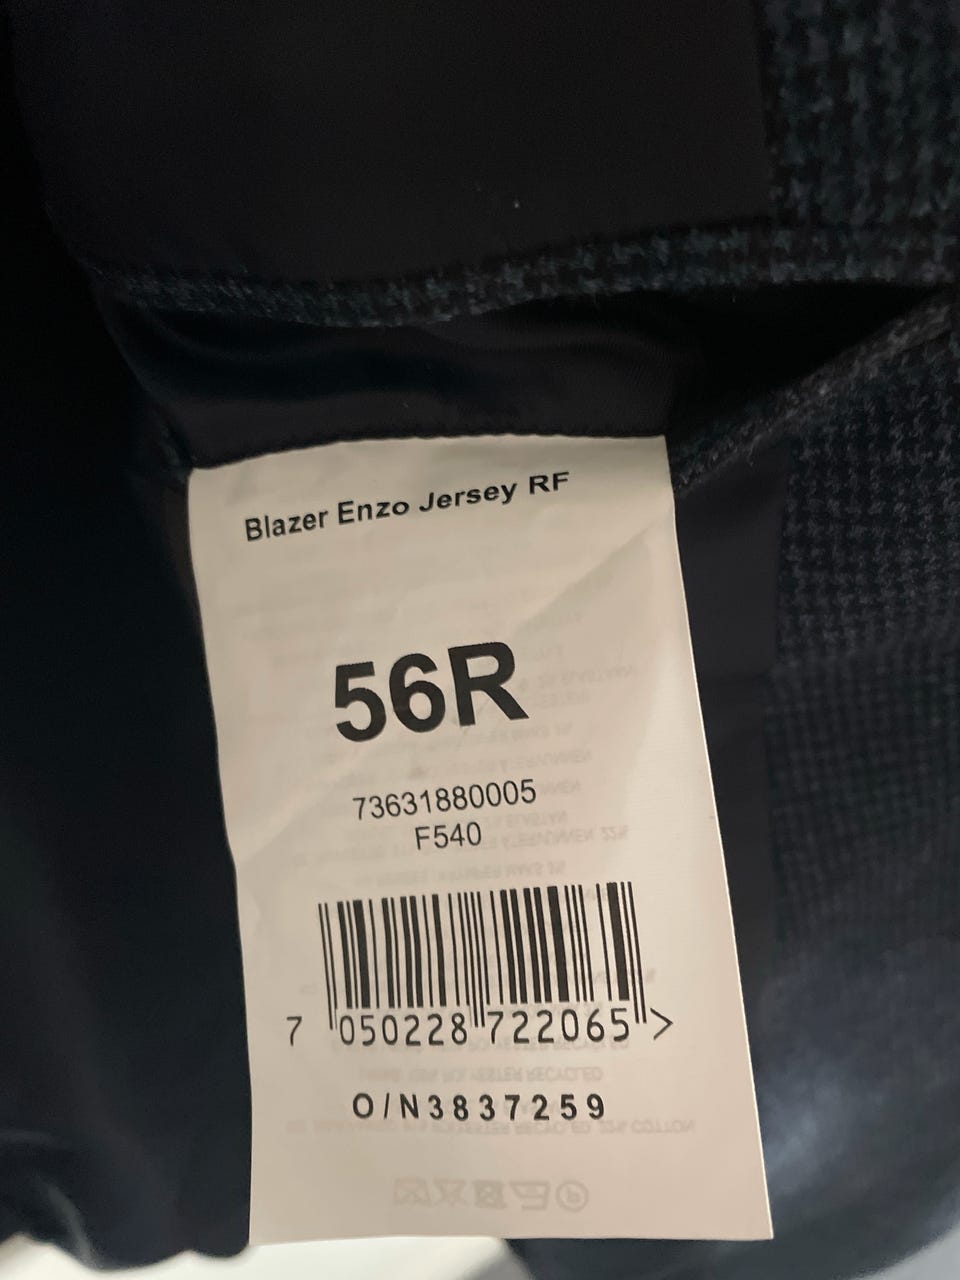 Blazer Enzo Jersey RF
56R
73631880005
F540
7 050228 722065 >
O/N3837259